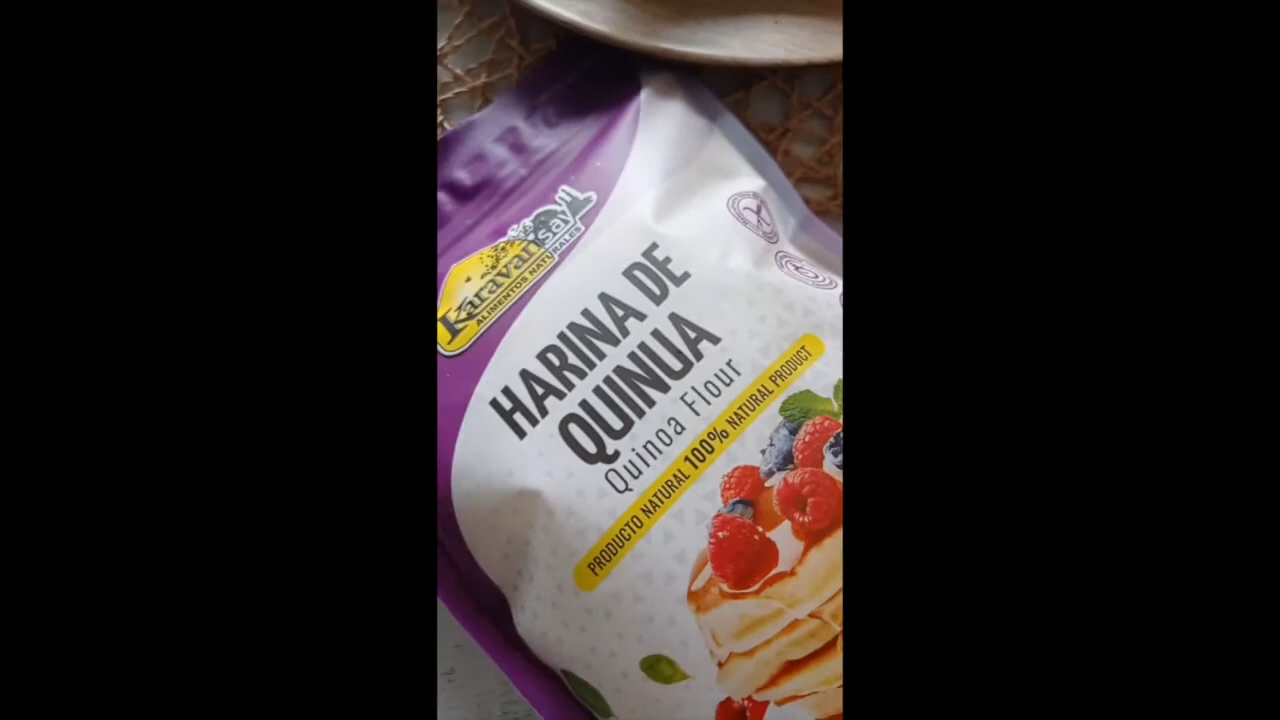 Karavansay
ALIMENTOS NATURALES
HARINA DE
QUINUA
Quinoa Flour
PRODUCTO NATURAL 100% NATURAL PRODUCT